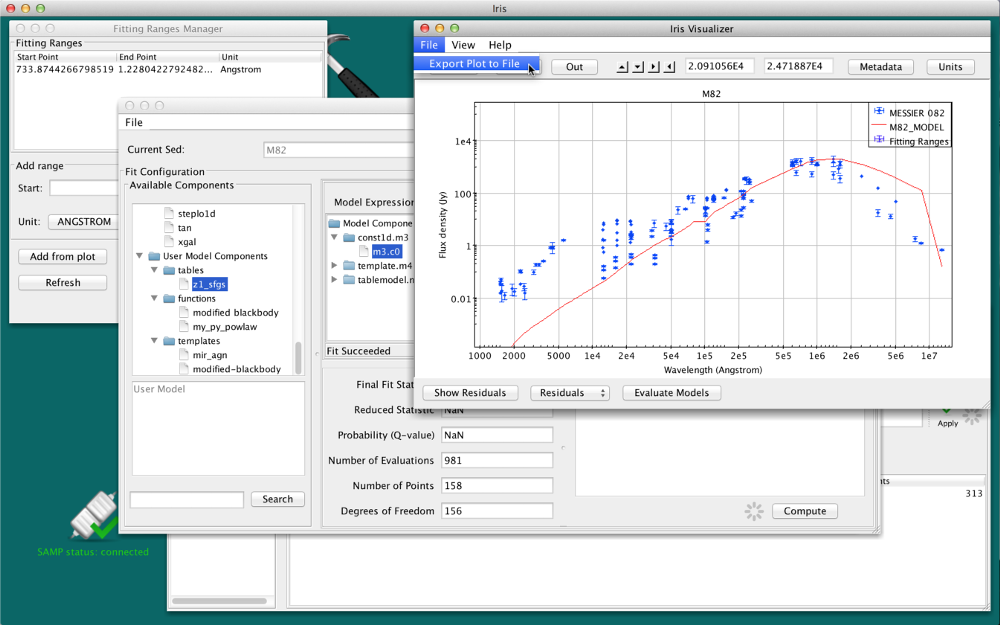 Iris
Fitting Ranges Manager
Fitting Ranges
Start Point End Point Unit
733.8744266798519 1.2280422792482... Angstrom
Add range
Start:
Unit: ANGSTROM
Add from plot
Refresh
File
Current Sed: M82
Fit Configuration
Available Components
steplo1d
tan
xgal
User Model Components
tables
z1_sfgs
functions
modified blackbody
my_py_powlaw
templates
mir_agn
modified-blackbody
User Model
Search
Model Expression
Model Compone
const1d.m3
m3.c0
template.m4
tablemodel.
Fit Succeeded
Final Fit Stat
Reduced Statistic NaN
Probability (Q-value) NaN
Number of Evaluations 981
Number of Points 158
Degrees of Freedom 156
Compute
Iris Visualizer
File View Help
Export Plot to File
Out 2.091056E4 2.471887E4 Metadata Units
M82
MESSIER 082
M82_MODEL
Fitting Ranges
Flux density (Jy)
1e4
100
1
0.01
1000 2000 5000 1e4 2e4 5e4 1e5 2e5 5e5 1e6 2e6 5e6 1e7
Wavelength (Angstrom)
Show Residuals Residuals Evaluate Models
Apply
nts
313
SAMP status: connected